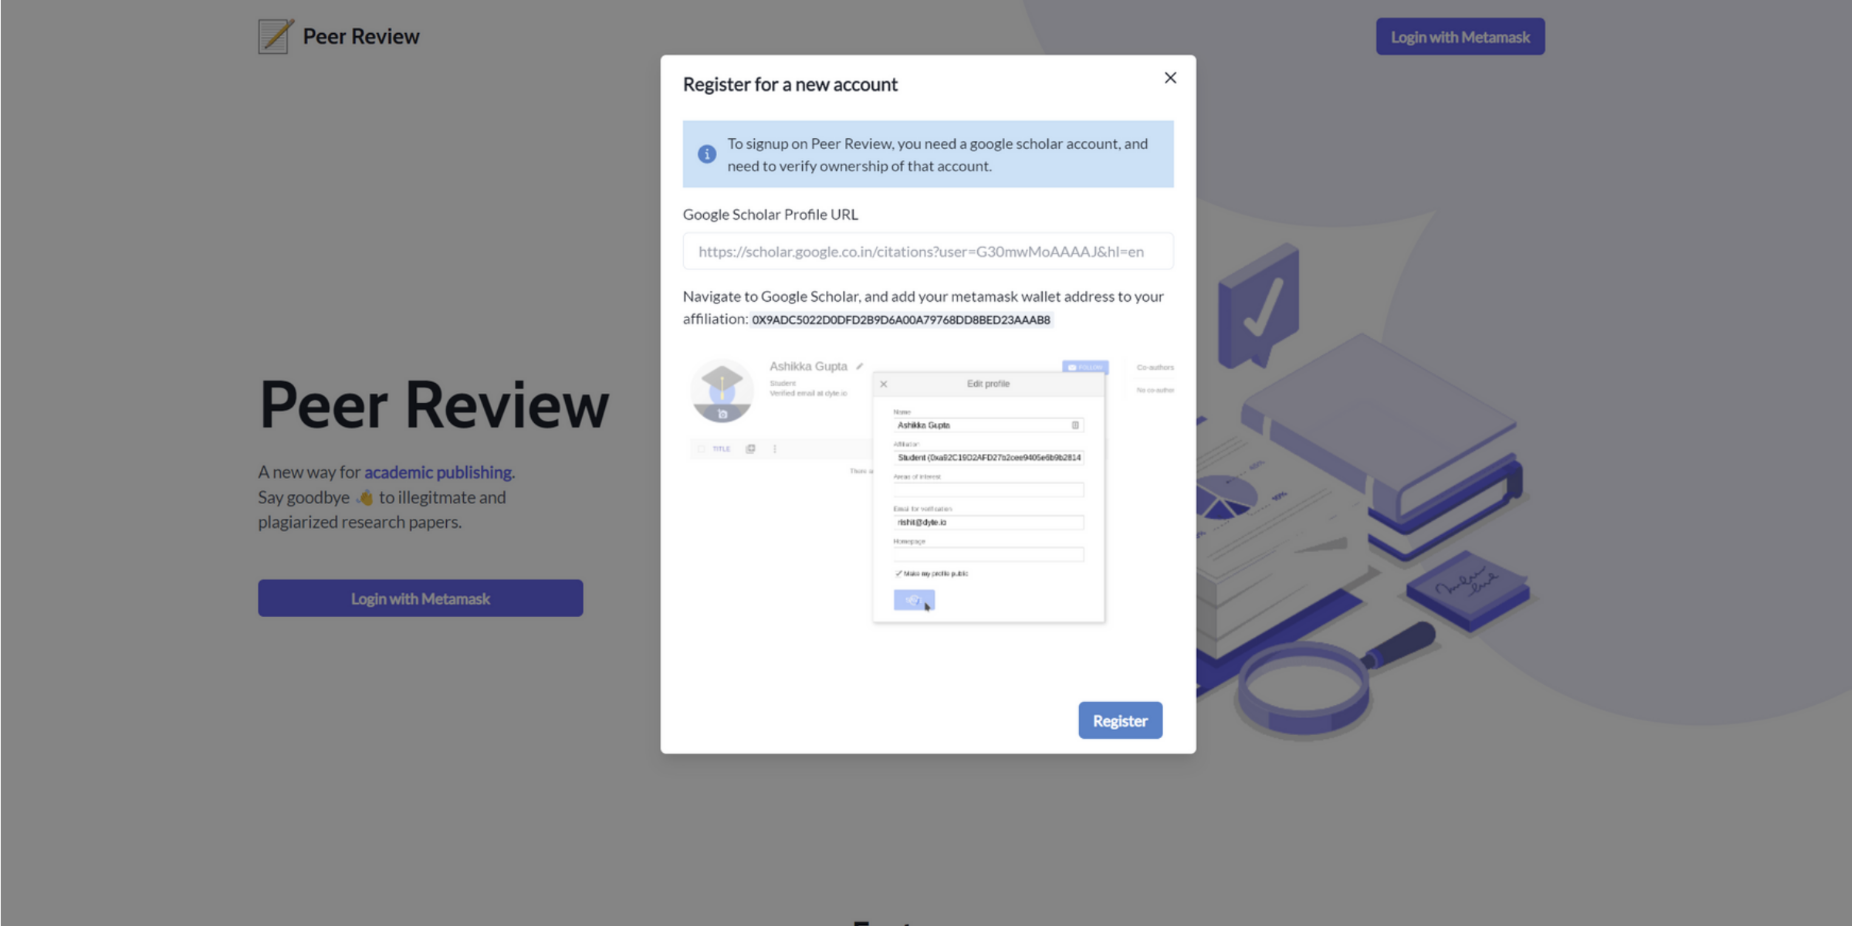 Peer Review
Login with Metamask
Register for a new account
To signup on Peer Review, you need a google scholar account, and
need to verify ownership of that account.
Google Scholar Profile URL
https://scholar.google.co.in/citations?user=G30mwMoAAAAJ&hl=en
Navigate to Google Scholar, and add your metamask wallet address to your
affiliation: 0X9ADC5022D0DFD2B9D6A00A79768DD8BED23AAAB8
Ashikka Gupta
Student
Verified email at dyte.io
FOLLOW
Co-authors
No co-author
TITLE
There a
Edit profile
Name
Ashikka Gupta
Affiliation
Student
Areas of interest
Email for verification
rishit@dyte.io
Homepage
Make my profile public
Register
Peer Review
A new way for academic publishing.
Say goodbye 👋 to illegitmate and
plagiarized research papers.
Login with Metamask
90%